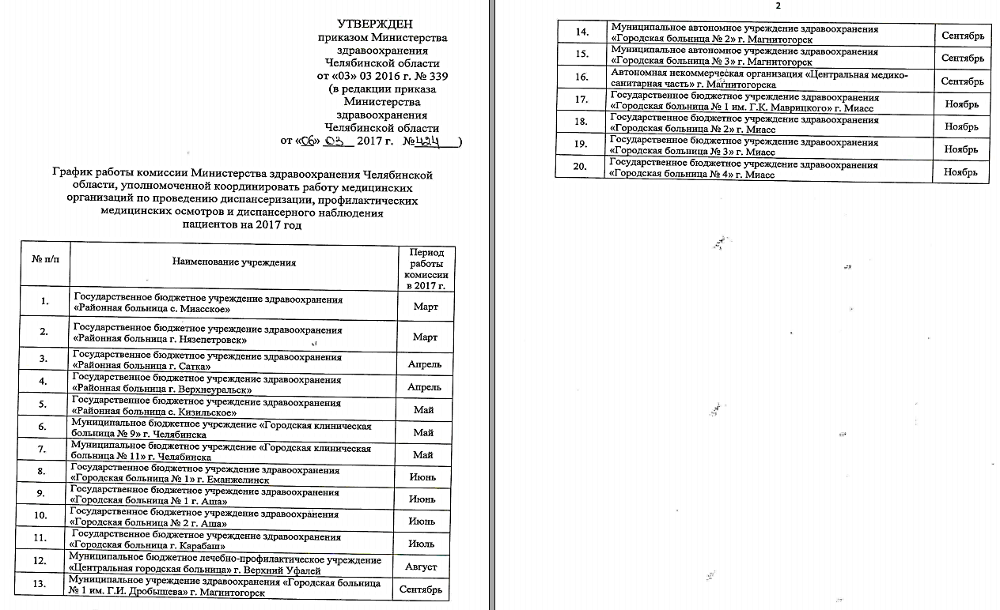 УТВЕРЖДЕН
приказом Министерства
здравоохранения
Челябинской области
от «03» 03 2016 г. № 339
(в редакции приказа
Министерства
здравоохранения
Челябинской области
от «06» 03 2017 г. № 424 )
График работы комиссии Министерства здравоохранения Челябинской
области, уполномоченной координировать работу медицинских
организаций по проведению диспансеризации, профилактических
медицинских осмотров и диспансерного наблюдения
пациентов на 2017 год
№ п/п
Наименование учреждения
Период
работы
комиссии
в 2017 г.
1.
Государственное бюджетное учреждение здравоохранения
«Районная больница с. Миасское»
Март
2.
Государственное бюджетное учреждение здравоохранения
«Районная больница г. Нязепетровск»
Март
3.
Государственное бюджетное учреждение здравоохранения
«Районная больница г. Сатка»
Апрель
4.
Государственное бюджетное учреждение здравоохранения
«Районная больница г. Верхнеуральск»
Апрель
5.
Государственное бюджетное учреждение здравоохранения
«Районная больница с. Кизильское»
Май
6.
Муниципальное бюджетное учреждение «Городская клиническая
больница № 9» г. Челябинска
Май
7.
Муниципальное бюджетное учреждение «Городская клиническая
больница № 11» г. Челябинска
Май
8.
Государственное бюджетное учреждение здравоохранения
«Городская больница № 1» г. Еманжелинск
Июнь
9.
Государственное бюджетное учреждение здравоохранения
«Городская больница № 1 г. Аша»
Июнь
10.
Государственное бюджетное учреждение здравоохранения
«Городская больница № 2 г. Аша»
Июнь
11.
Государственное бюджетное учреждение здравоохранения
«Городская больница г. Карабаш»
Июль
12.
Муниципальное бюджетное лечебно-профилактическое учреждение
«Центральная городская больница» г. Верхний Уфалей
Август
13.
Муниципальное учреждение здравоохранения «Городская больница
№ 1 им. Г.И. Дробышева» г. Магнитогорск
Сентябрь
2
14.
Муниципальное автономное учреждение здравоохранения
«Городская больница № 2» г. Магнитогорск
Сентябрь
15.
Муниципальное автономное учреждение здравоохранения
«Городская больница № 3» г. Магнитогорск
Сентябрь
16.
Автономная некоммерческая организация «Центральная медико-
санитарная часть» г. Магнитогорска
Сентябрь
17.
Государственное бюджетное учреждение здравоохранения
«Городская больница № 1 им. Г.К. Маврицкого» г. Миасс
Ноябрь
18.
Государственное бюджетное учреждение здравоохранения
«Городская больница № 2» г. Миасс
Ноябрь
19.
Государственное бюджетное учреждение здравоохранения
«Городская больница № 3» г. Миасс
Ноябрь
20.
Государственное бюджетное учреждение здравоохранения
«Городская больница № 4» г. Миасс
Ноябрь